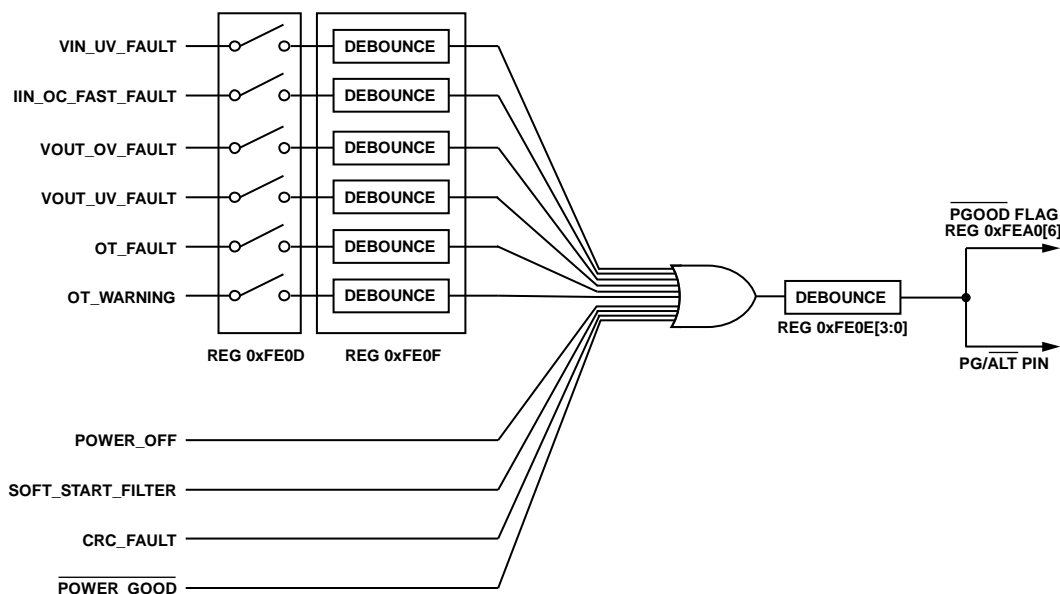 VIN_UV_FAULT
DEBOUNCE
IIN_OC_FAST_FAULT
DEBOUNCE
VOUT_OV_FAULT
DEBOUNCE
VOUT_UV_FAULT
DEBOUNCE
OT_FAULT
DEBOUNCE
OT_WARNING
DEBOUNCE
REG 0xFE0D
REG 0xFE0F
POWER_OFF
SOFT_START_FILTER
CRC_FAULT
POWER_GOOD
DEBOUNCE
REG 0xFE0E[3:0]
PGOOD FLAG
REG 0xFEA0[6]
PG/ALT PIN